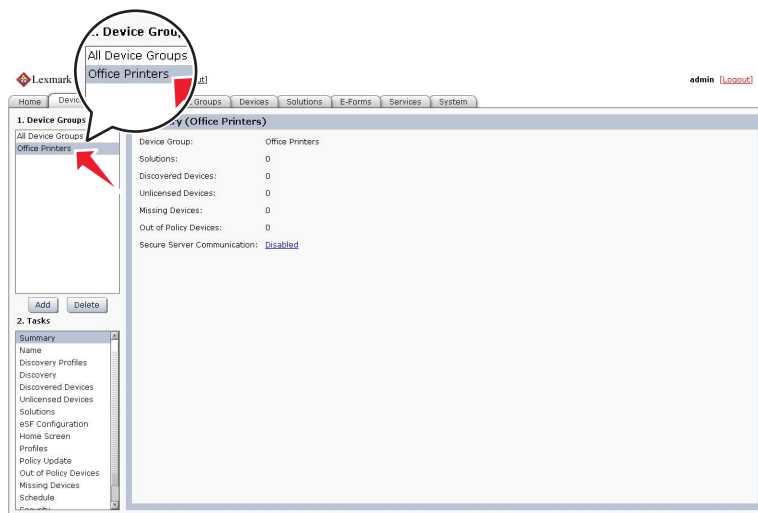 . Device Grou
All Device Groups
Office Printers
Lexmark
admin [Logout]
Home Devic Groups Devices Solutions E-Forms Services System
1. Device Groups
All Device Groups
Office Printers
(Office Printers)
Device Group: Office Printers
Solutions: 0
Discovered Devices: 0
Unlicensed Devices: 0
Missing Devices: 0
Out of Policy Devices: 0
Secure Server Communication: Disabled
Add Delete
2. Tasks
Summary
Name
Discovery Profiles
Discovery
Discovered Devices
Unlicensed Devices
Solutions
eSF Configuration
Home Screen
Profiles
Policy Update
Out of Policy Devices
Missing Devices
Schedule
Security